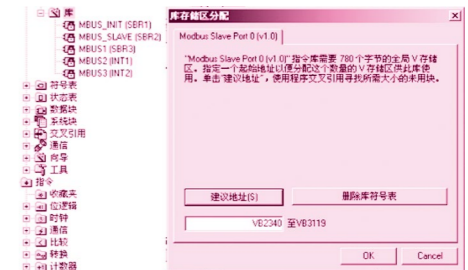 库
MBUS_INIT (SBR1)
MBUS_SLAVE (SBR2)
MBUS1 (SBR3)
MBUS2 (INT1)
MBUS3 (INT2)
符号表
状态表
数据块
系统块
交叉引用
通信
向导
工具
指令
收藏夹
位逻辑
时钟
通信
比较
转换
计数器
库存储区分配
Modbus Slave Port 0 (v1.0)
"Modbus Slave Port 0 (v1.0)" 指令库需要 780 个字节的全局 V 存储
区。指定一个起始地址以便分配这个数量的 V 存储区供此库使
用。单击"建议地址"，使用程序交叉引用寻找所需大小的未用块。
建议地址(S)
删除库符号表
VB2340 至VB3119
OK
Cancel